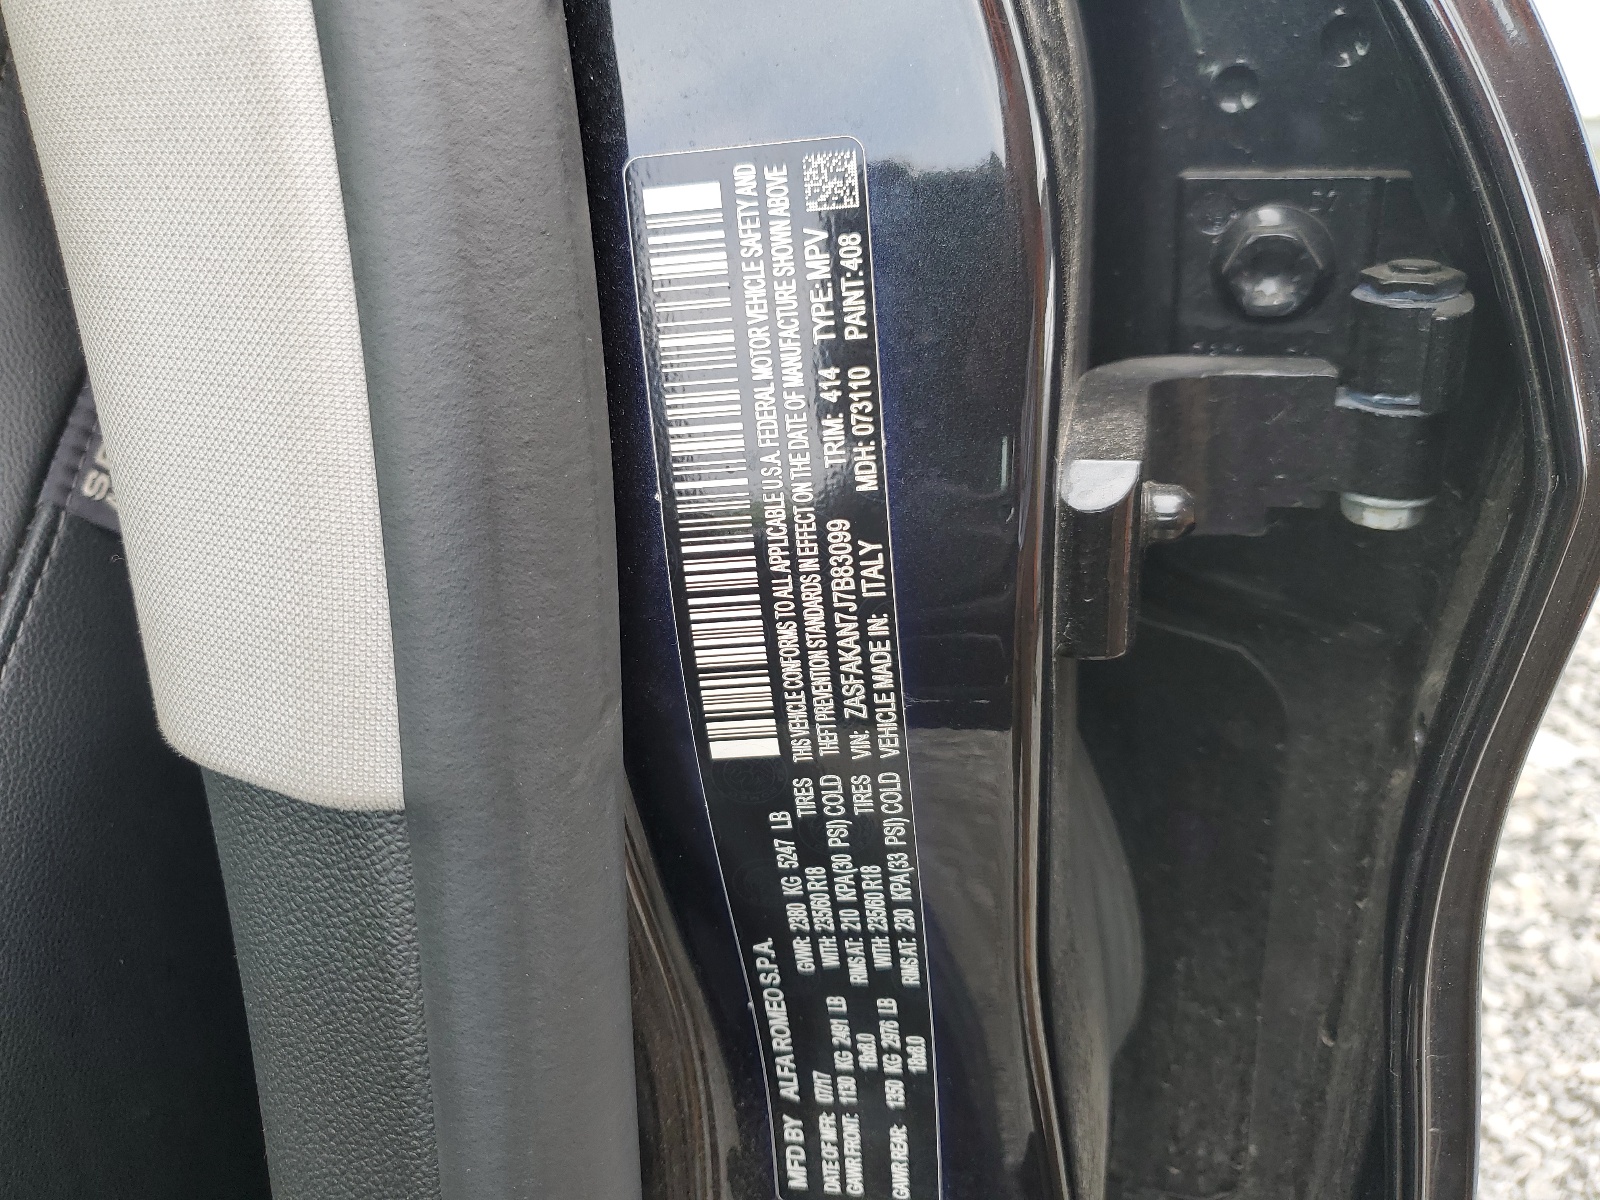 MFD BY ALFA ROMEO S.P.A.
DATE OF MFR: 07/17 GVWR: 2380 KG 5247 LB
GAWR FRONT: 1130 KG 2491 LB WITH: 235/60 R18 TIRES
18x8.0 RIMS AT: 210 KPA(30 PSI) COLD
GAWR REAR: 1350 KG 2976 LB WITH: 235/60 R18 TIRES
18x8.0 RIMS AT: 230 KPA(33 PSI) COLD
THIS VEHICLE CONFORMS TO ALL APPLICABLE U.S.A. FEDERAL MOTOR VEHICLE SAFETY AND
THEFT PREVENTION STANDARDS IN EFFECT ON THE DATE OF MANUFACTURE SHOWN ABOVE
VIN: ZASFAKAN7J7B83099 TRIM: 414 TYPE: MPV
VEHICLE MADE IN: ITALY MDH: 073110 PAINT: 408